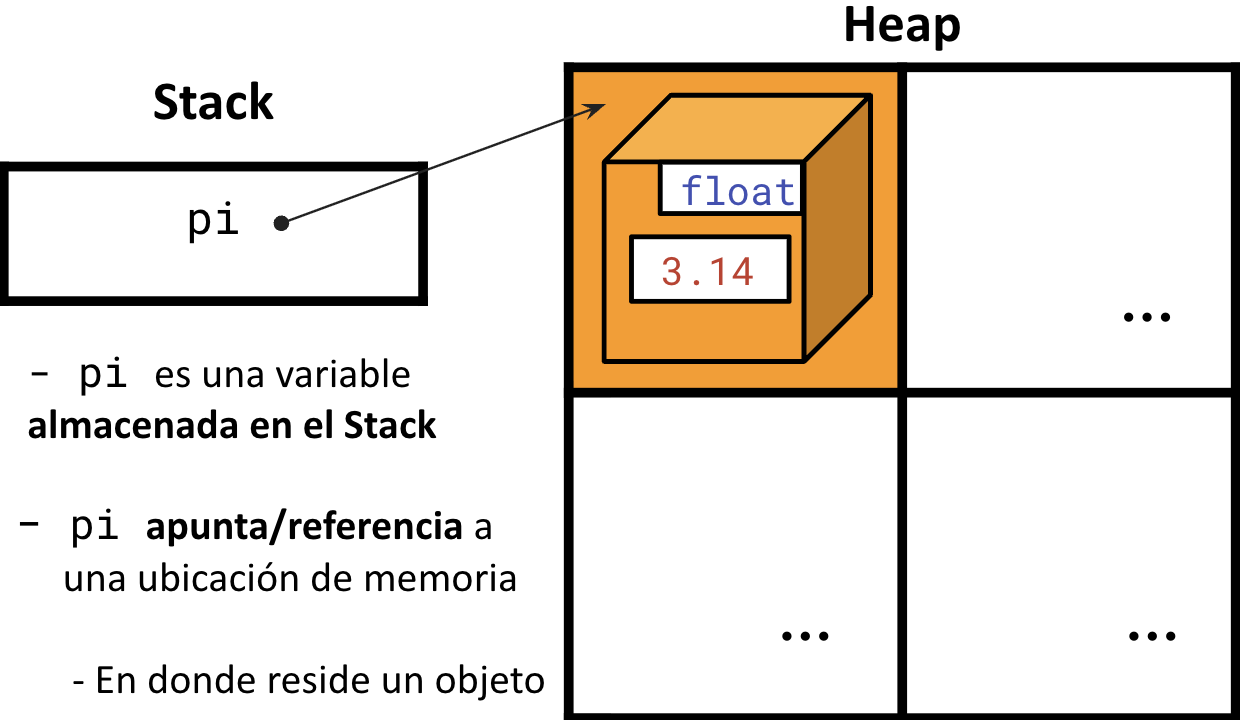 Heap
Stack
pi
float
3.14
...
- pi es una variable
almacenada en el Stack
- pi apunta/referencia a
una ubicación de memoria
... ...
- En donde reside un objeto